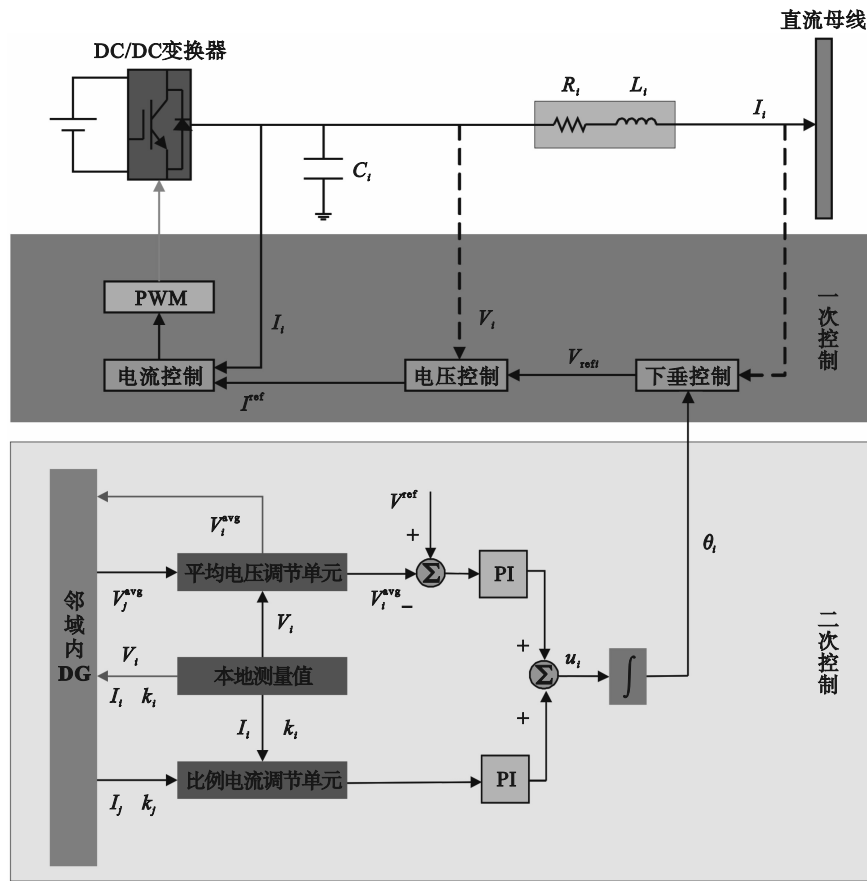 直流母线
DC/DC变换器
R_i L_i
I_i
C_i
PWM
I_i
V_i
V_refi
电流控制
电压控制
下垂控制
I^ref
一次控制
V^ref
V_i^avg
+
θ_i
平均电压调节单元
Σ
PI
V_j^avg
V_i^avg
−
邻域内DG
V_i
V_i
+
u_i
二次控制
本地测量值
Σ
∫
I_i k_i
I_i k_i
+
比例电流调节单元
PI
I_j k_j